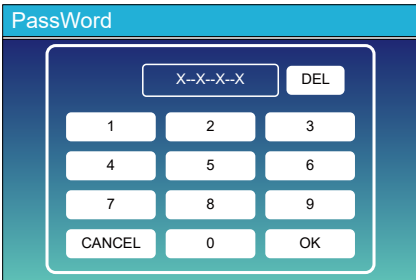 PassWord
X--X--X--X DEL
1 2 3
4 5 6
7 8 9
CANCEL 0 OK